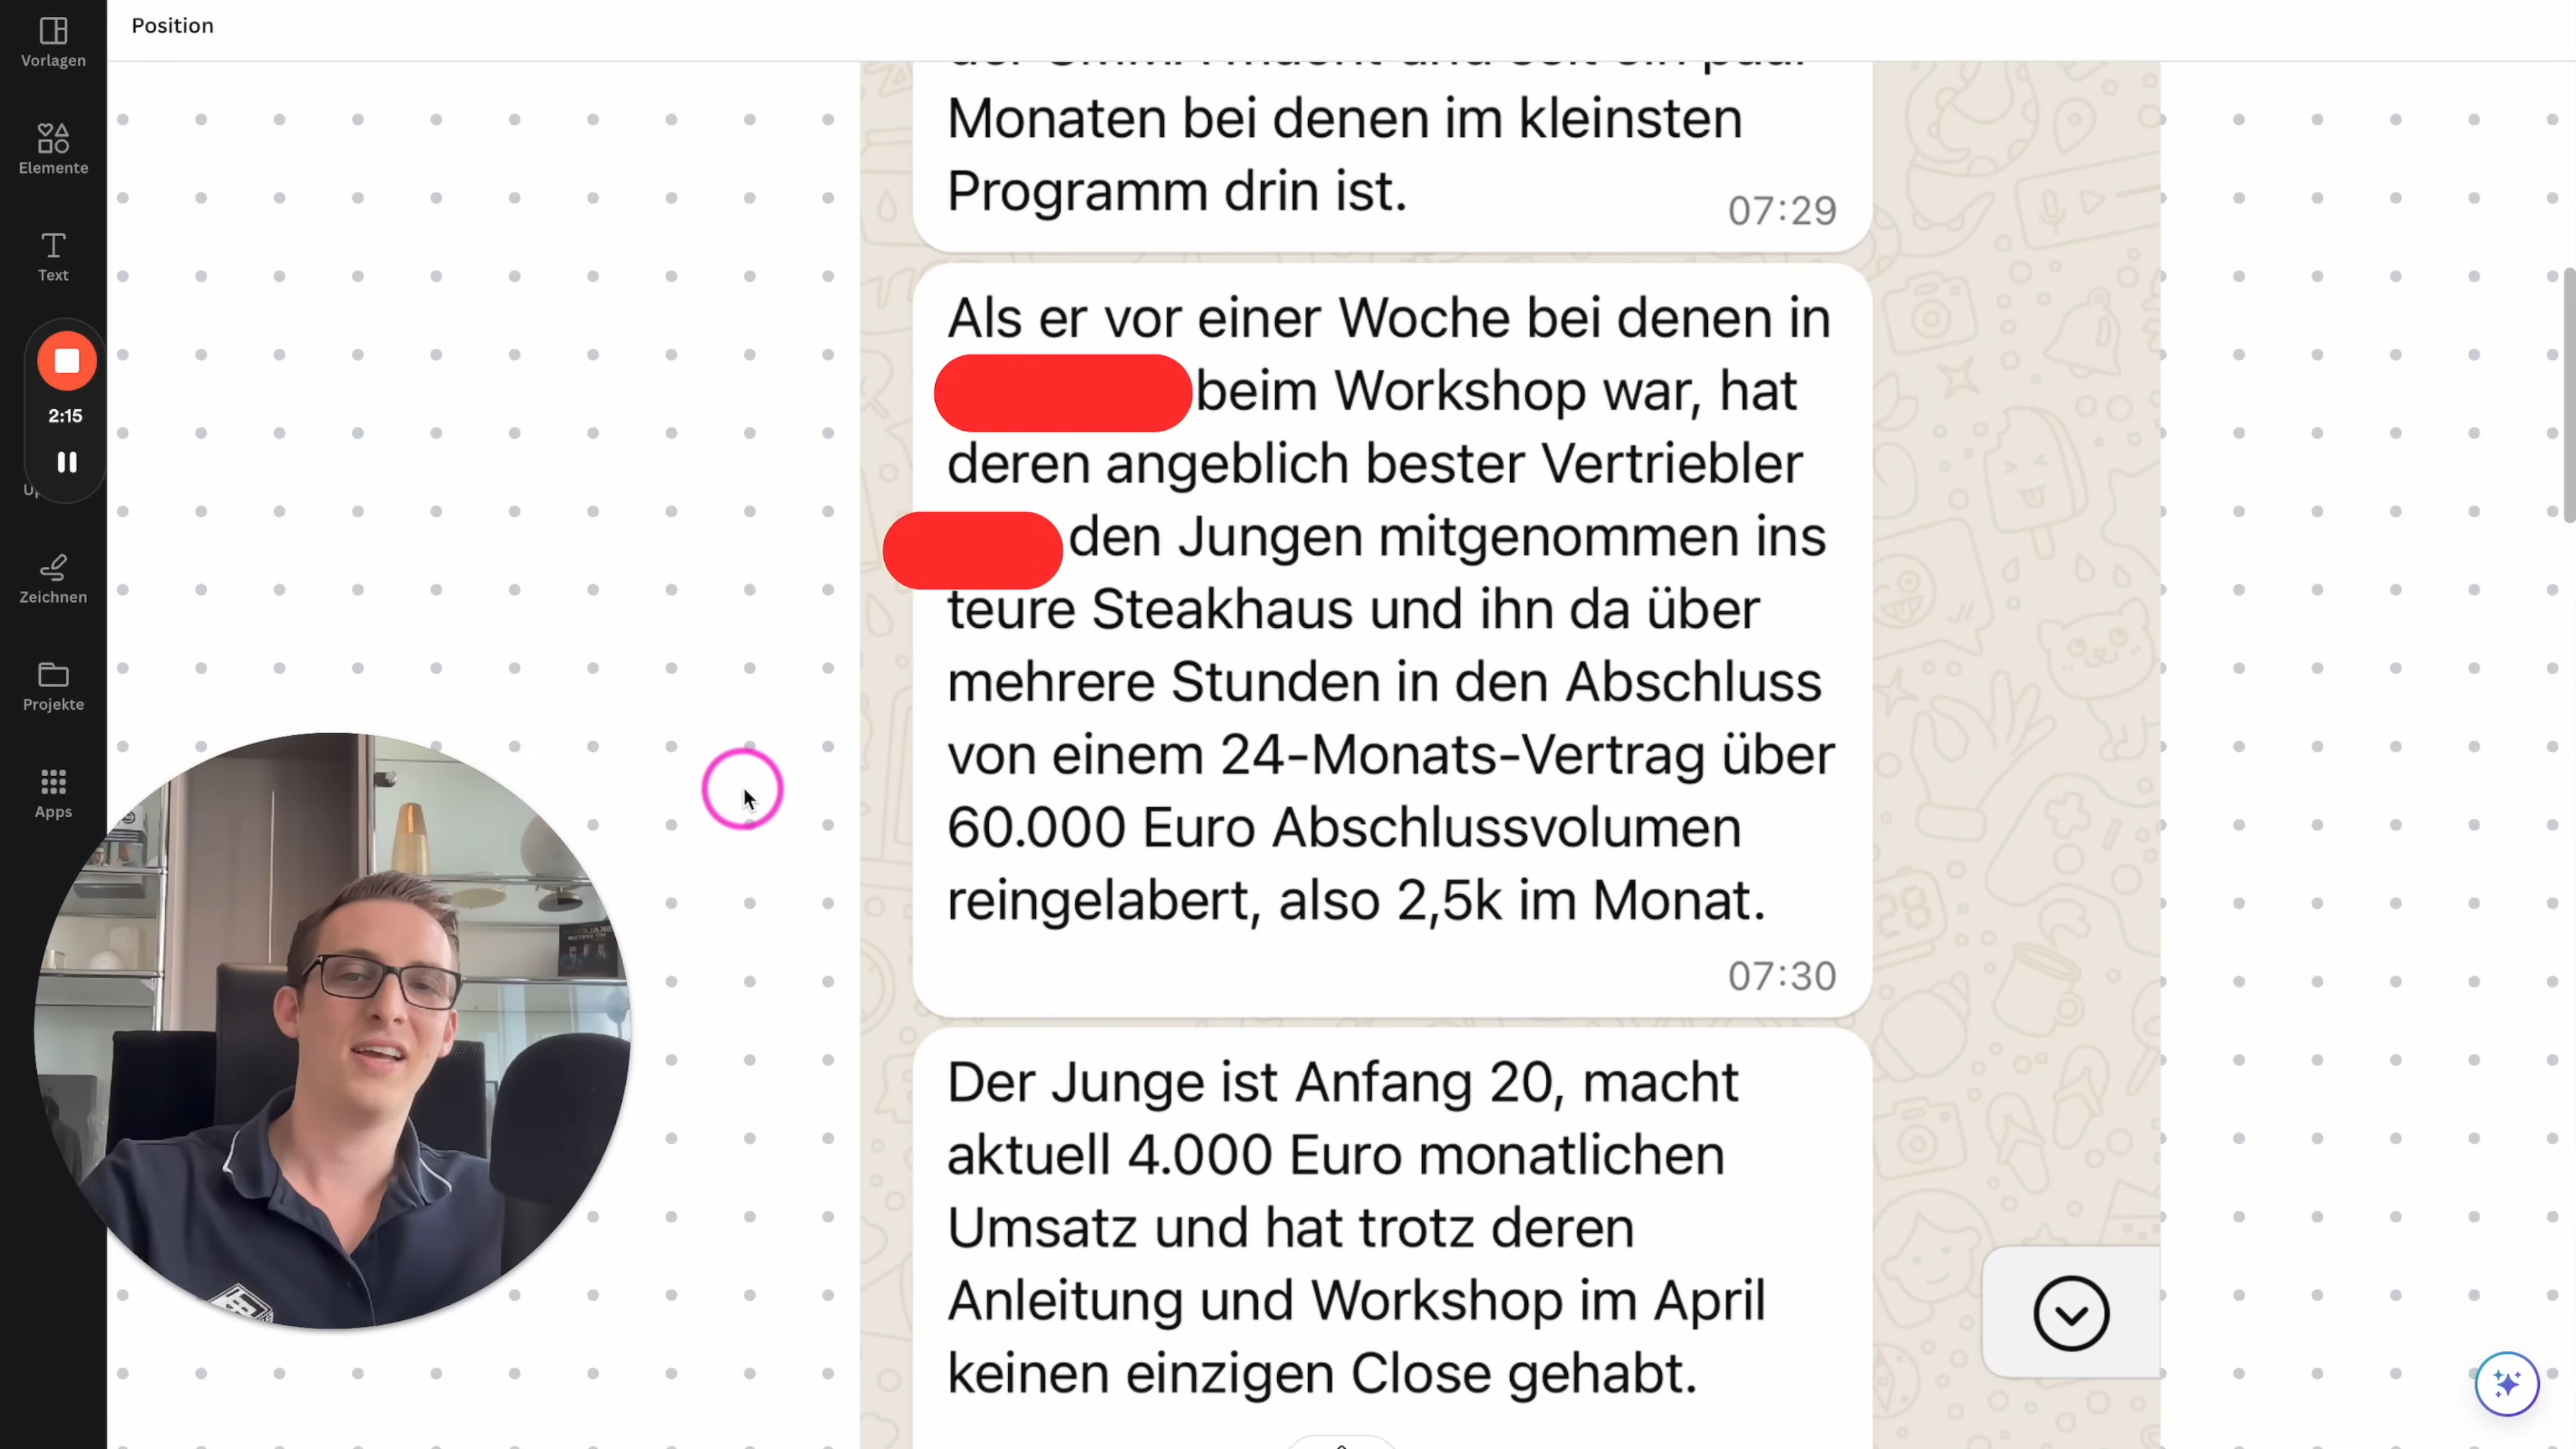 Position
Vorlagen
Elemente
Text
2:15
Zeichnen
Projekte
Apps
Monaten bei denen im kleinsten
Programm drin ist.
07:29
Als er vor einer Woche bei denen in
beim Workshop war, hat
deren angeblich bester Vertriebler
den Jungen mitgenommen ins
teure Steakhaus und ihn da über
mehrere Stunden in den Abschluss
von einem 24-Monats-Vertrag über
60.000 Euro Abschlussvolumen
reingelabert, also 2,5k im Monat.
07:30
Der Junge ist Anfang 20, macht
aktuell 4.000 Euro monatlichen
Umsatz und hat trotz deren
Anleitung und Workshop im April
keinen einzigen Close gehabt.